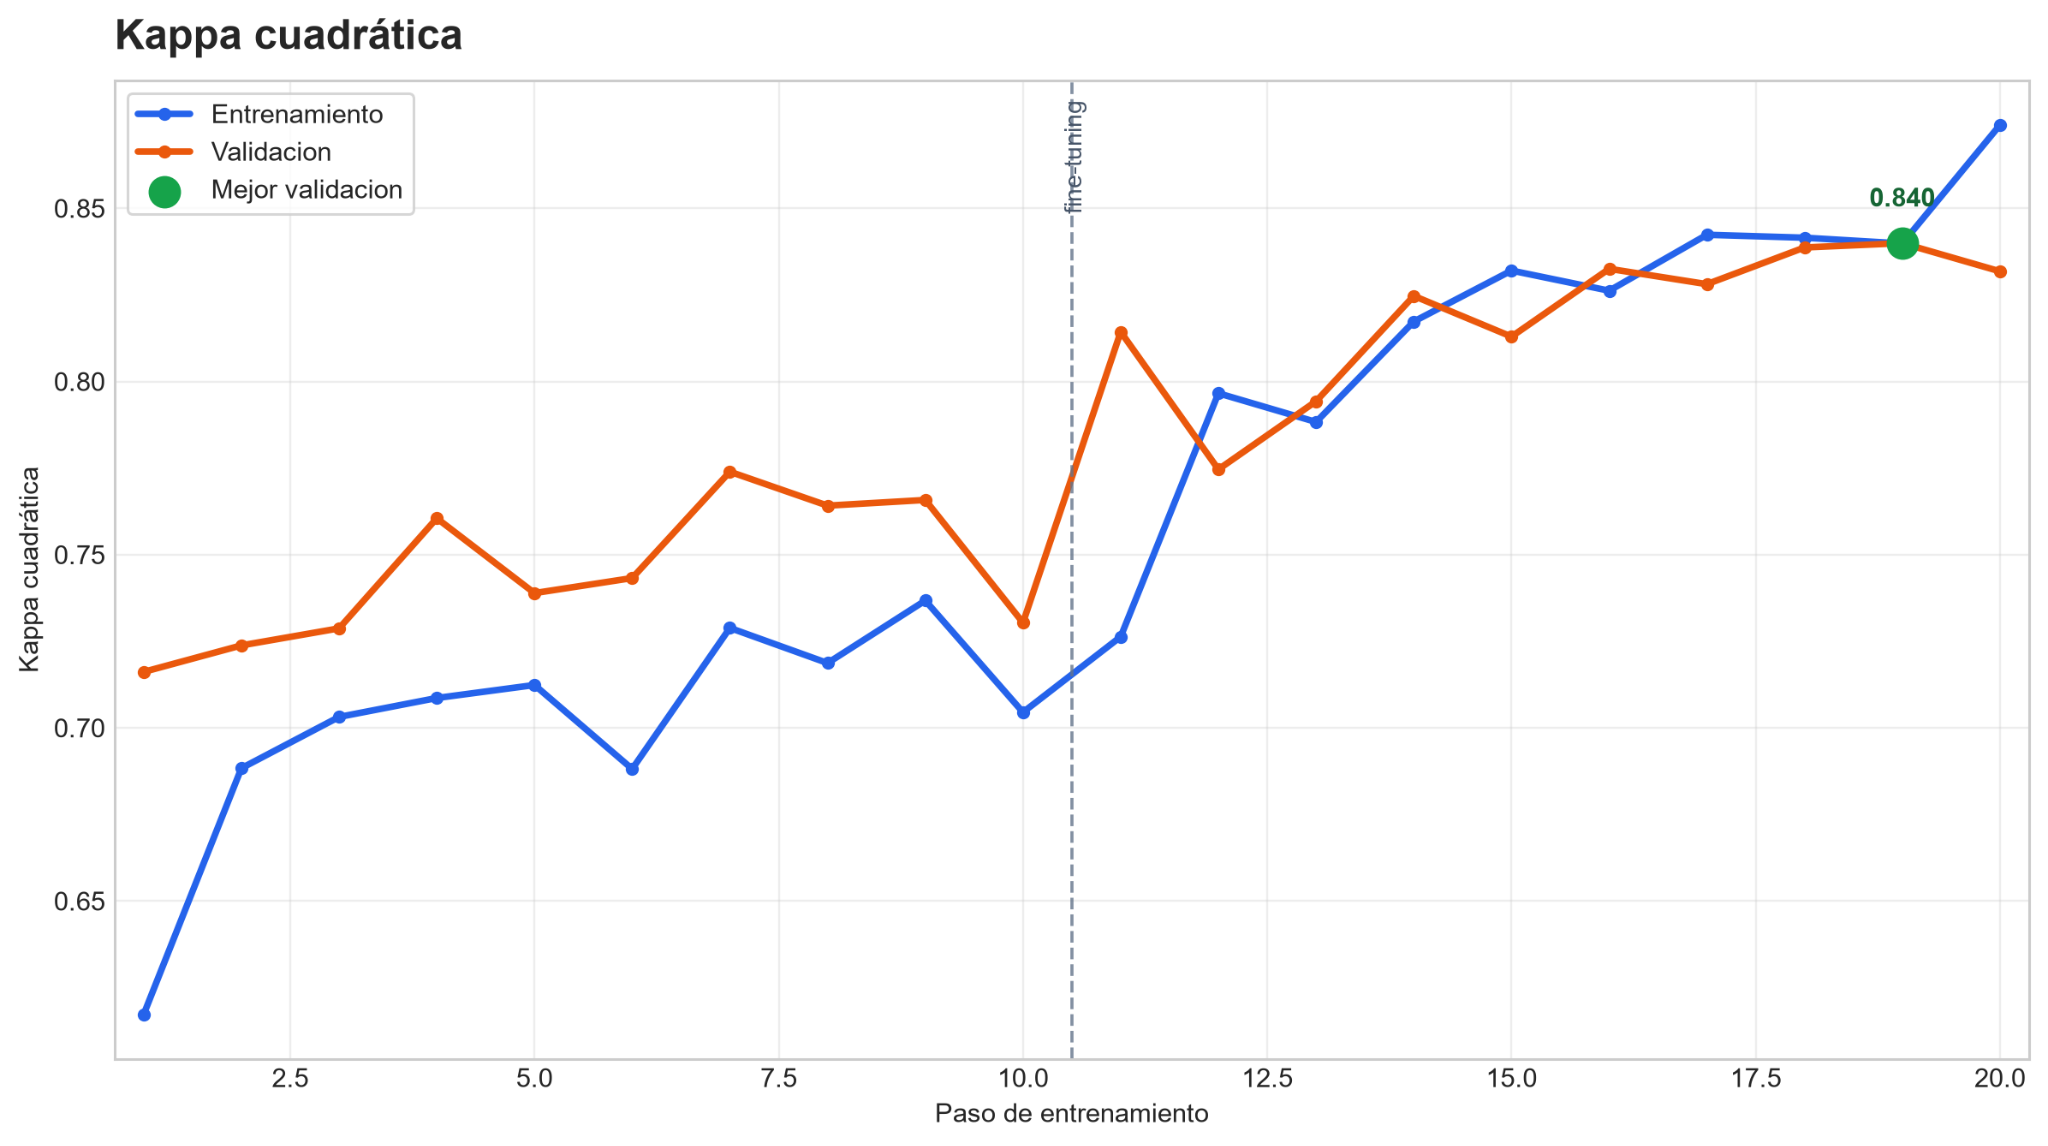 Kappa cuadrática
Entrenamiento
Validacion
Mejor validacion
fine-tuning
0.840
0.85
0.80
0.75
0.70
0.65
Kappa cuadrática
2.5 5.0 7.5 10.0 12.5 15.0 17.5 20.0
Paso de entrenamiento